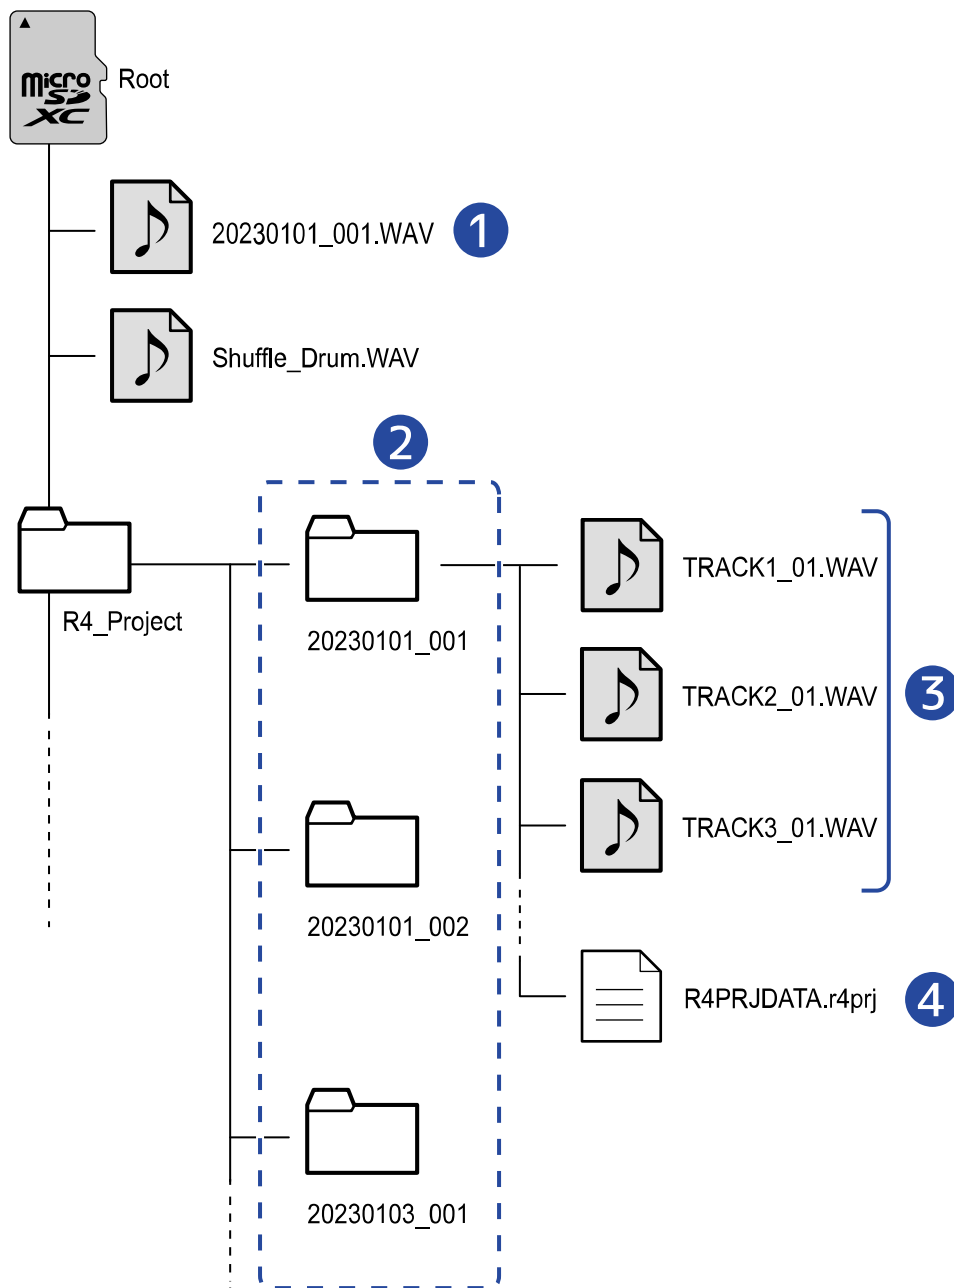 micro
SD
XC
Root
20230101_001.WAV
1
Shuffle_Drum.WAV
2
R4_Project
20230101_001
TRACK1_01.WAV
TRACK2_01.WAV
3
TRACK3_01.WAV
20230101_002
R4PRJDATA.r4prj
4
20230103_001